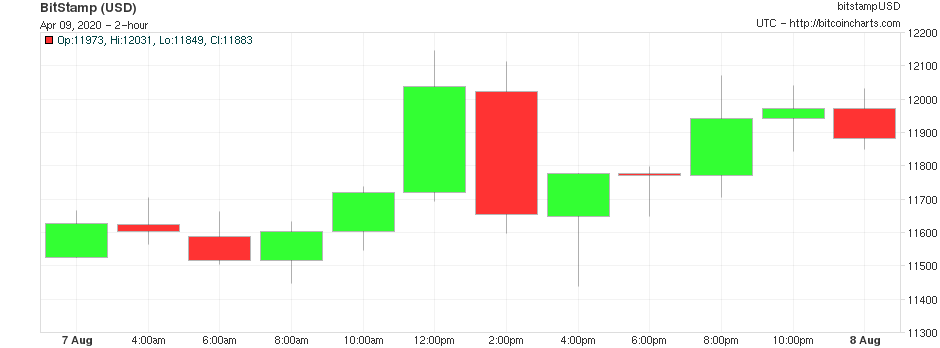 BitStamp (USD)
bitstampUSD
Apr 09, 2020 - 2-hour
UTC - http://bitcoincharts.com
Op:11973, Hi:12031, Lo:11849, Cl:11883
12200
12100
12000
11900
11800
11700
11600
11500
11400
11300
7 Aug 4:00am 6:00am 8:00am 10:00am 12:00pm 2:00pm 4:00pm 6:00pm 8:00pm 10:00pm 8 Aug